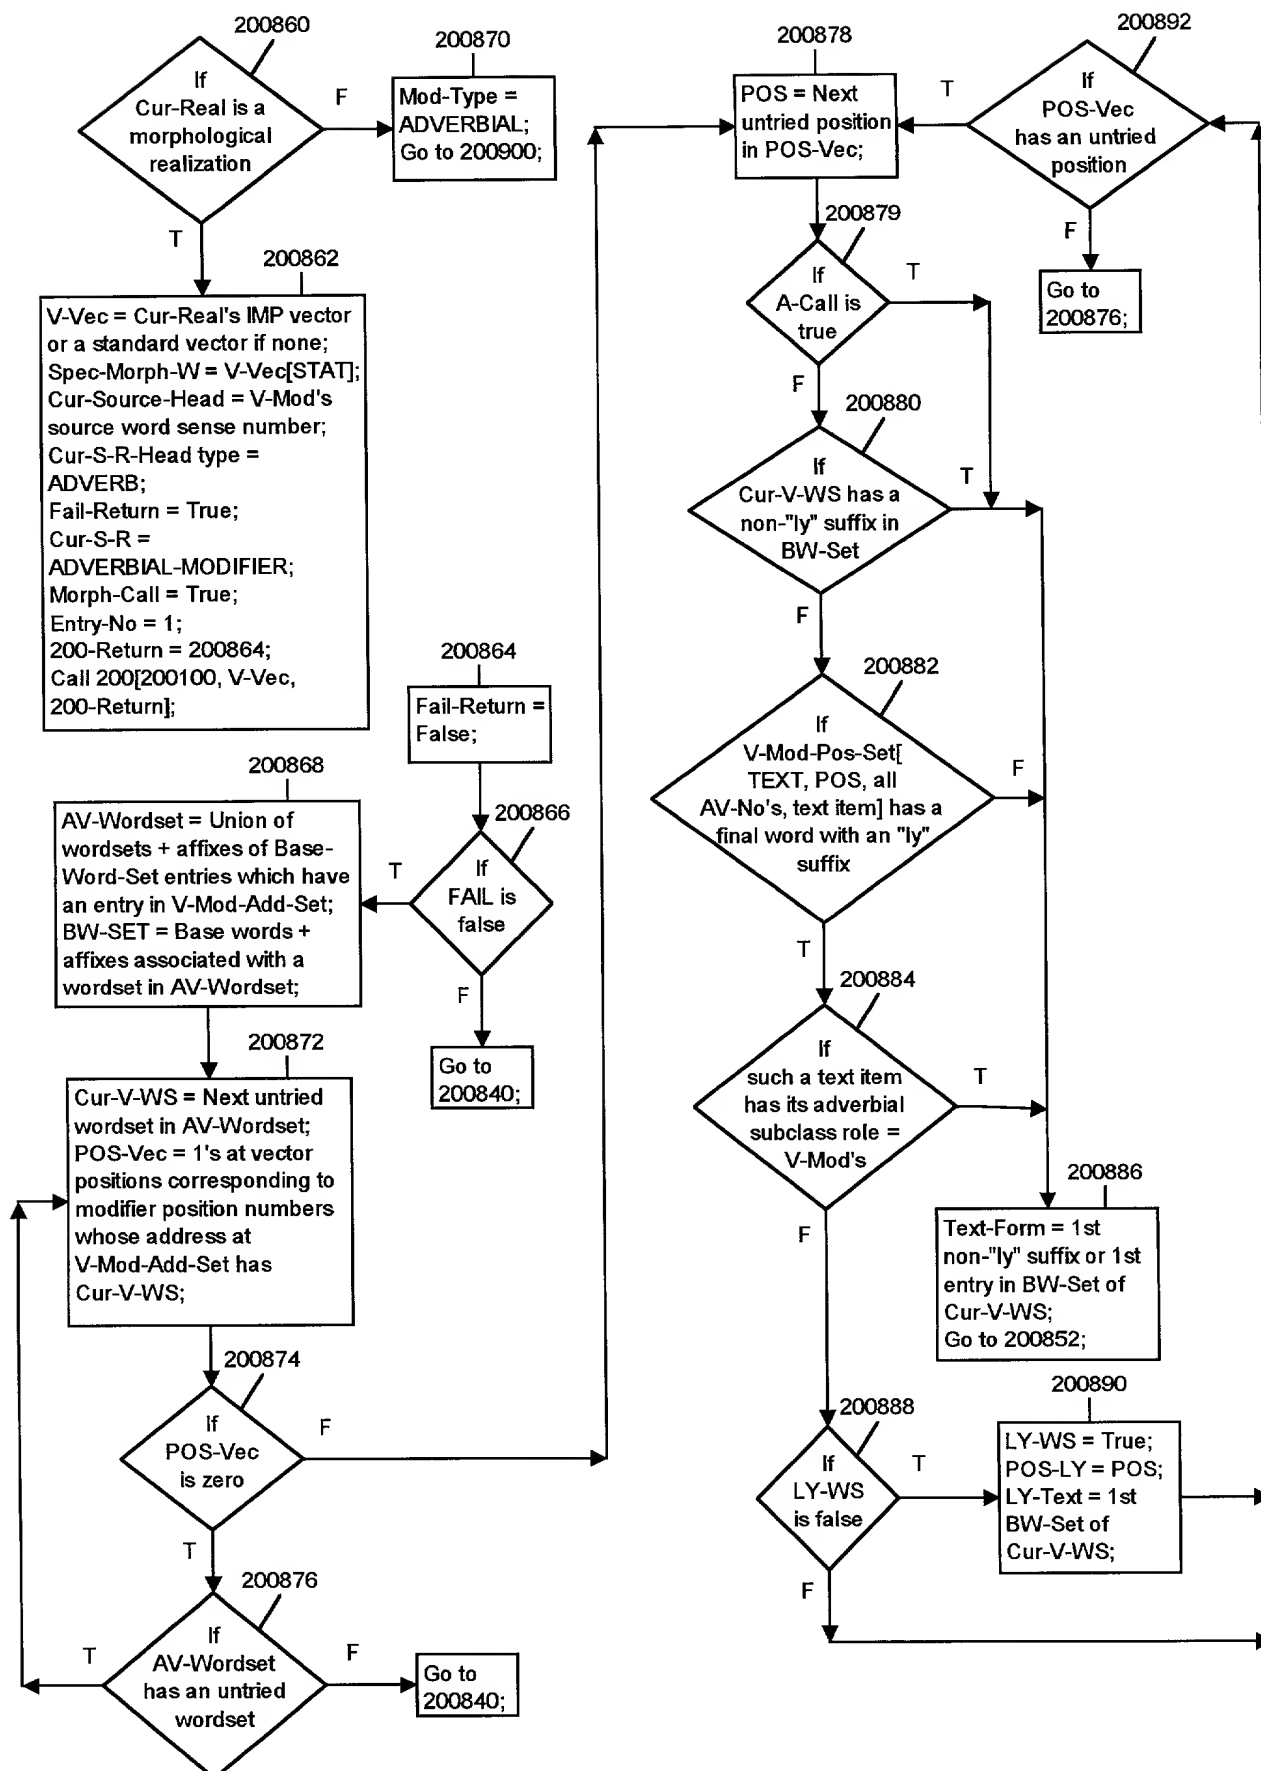 200860
If
Cur-Real is a
morphological
realization
F
T
200870
Mod-Type =
ADVERBIAL;
Go to 200900;
200862
V-Vec = Cur-Real's IMP vector
or a standard vector if none;
Spec-Morph-W = V-Vec[STAT];
Cur-Source-Head = V-Mod's
source word sense number;
Cur-S-R-Head type =
ADVERB;
Fail-Return = True;
Cur-S-R =
ADVERBIAL-MODIFIER;
Morph-Call = True;
Entry-No = 1;
200-Return = 200864;
Call 200[200100, V-Vec,
200-Return];
200864
Fail-Return =
False;
200866
If
FAIL is
false
T
F
Go to
200840;
200868
AV-Wordset = Union of
wordsets + affixes of Base-
Word-Set entries which have
an entry in V-Mod-Add-Set;
BW-SET = Base words +
affixes associated with a
wordset in AV-Wordset;
200872
Cur-V-WS = Next untried
wordset in AV-Wordset;
POS-Vec = 1's at vector
positions corresponding to
modifier position numbers
whose address at
V-Mod-Add-Set has
Cur-V-WS;
200874
If
POS-Vec
is zero
F
T
200876
If
AV-Wordset
has an untried
wordset
T
F
Go to
200840;
200878
POS = Next
untried position
in POS-Vec;
200892
If
POS-Vec
has an untried
position
T
F
Go to
200876;
200879
If
A-Call is
true
T
F
200880
If
Cur-V-WS has a
non-"ly" suffix in
BW-Set
T
F
200882
If
V-Mod-Pos-Set[
TEXT, POS, all
AV-No's, text item] has a
final word with an "ly"
suffix
F
T
200884
If
such a text item
has its adverbial
subclass role =
V-Mod's
T
F
200886
Text-Form = 1st
non-"ly" suffix or 1st
entry in BW-Set of
Cur-V-WS;
Go to 200852;
200888
If
LY-WS
is false
T
F
200890
LY-WS = True;
POS-LY = POS;
LY-Text = 1st
BW-Set of
Cur-V-WS;